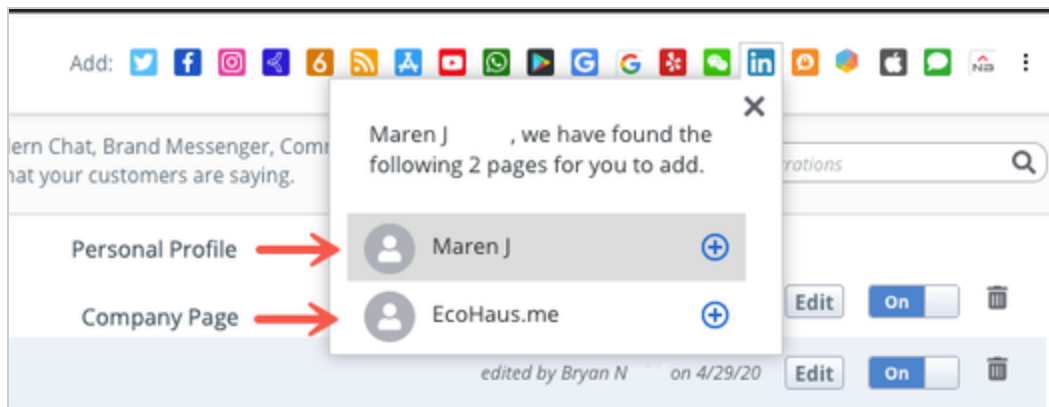 Add:
Maren J , we have found the
following 2 pages for you to add.
ern Chat, Brand Messenger, Com
hat your customers are saying.
rations
Personal Profile
Maren J
Company Page
EcoHaus.me
Edit
On
edited by Bryan N on 4/29/20
Edit
On